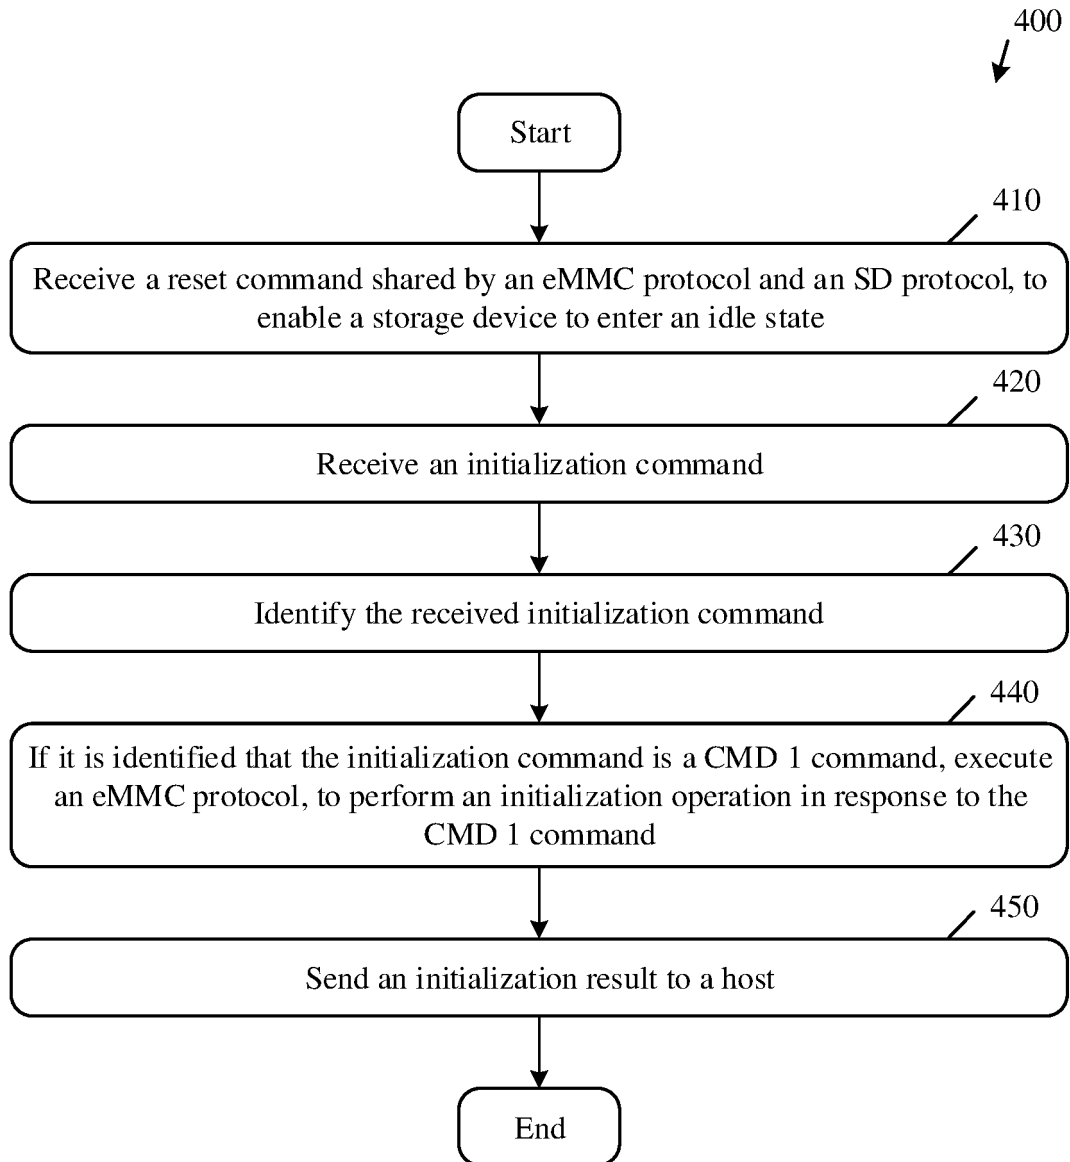 400
Start
410
Receive a reset command shared by an eMMC protocol and an SD protocol, to
enable a storage device to enter an idle state
420
Receive an initialization command
430
Identify the received initialization command
440
If it is identified that the initialization command is a CMD 1 command, execute
an eMMC protocol, to perform an initialization operation in response to the
CMD 1 command
450
Send an initialization result to a host
End